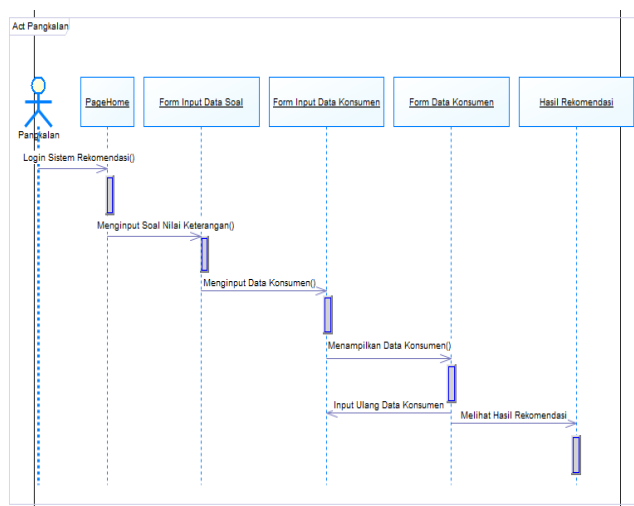 Act Pangkalan
PageHome
Form Input Data Soal
Form Input Data Konsumen
Form Data Konsumen
Hasil Rekomendasi
Pangkalan
Login Sistem Rekomendasi()
Menginput Soal Nilai Keterangan()
Menginput Data Konsumen()
Menampilkan Data Konsumen()
Input Ulang Data Konsumen
Melihat Hasil Rekomendasi